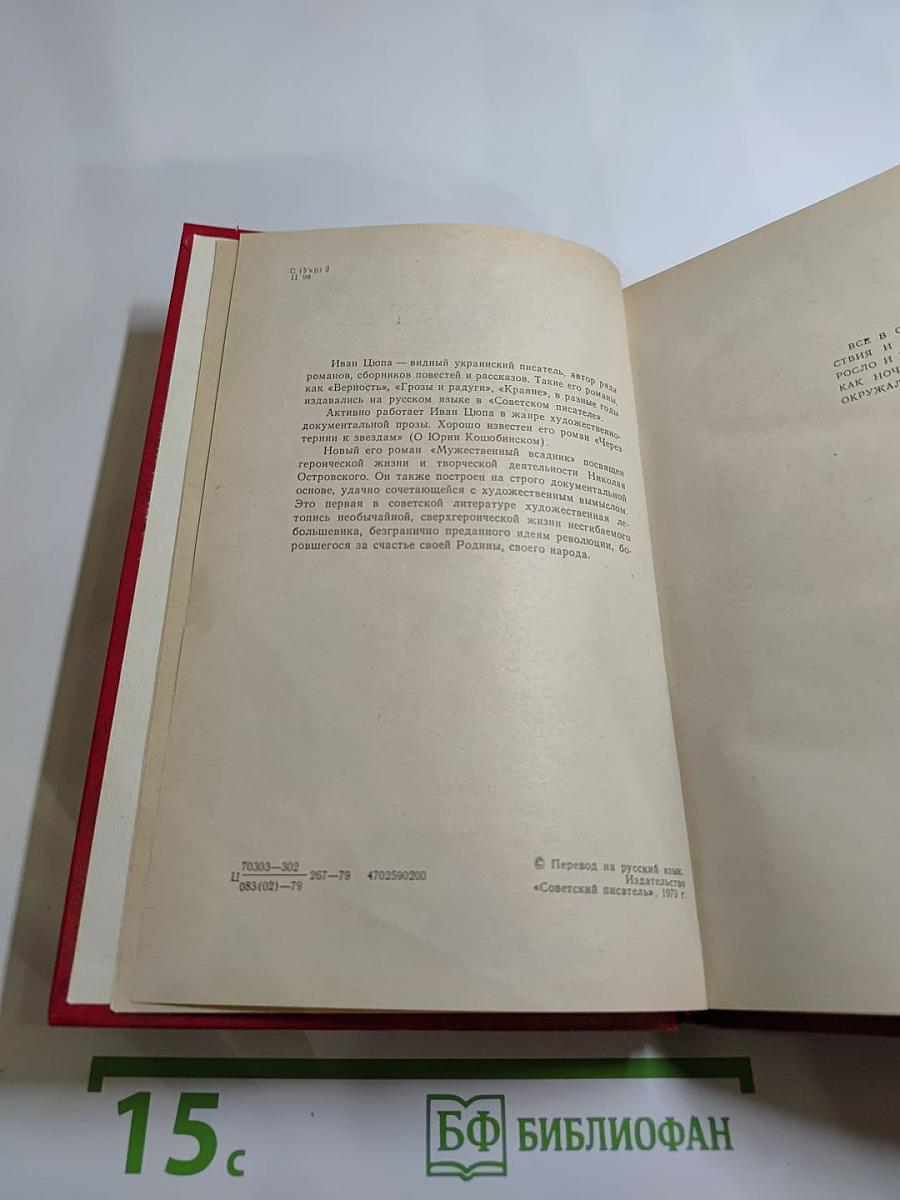 С (Укр) 2
Ц 98
Иван Цюпа — видный украинский писатель, автор ряда
романов, сборников повестей и рассказов. Такие его романы,
как «Верность», «Грозы и радуги», «Краяне», в разные годы
издавались на русском языке в «Советском писателе».
Активно работает Иван Цюпа в жанре художественно-
документальной прозы. Хорошо известен его роман «Через
тернии к звездам» (О Юрии Коцюбинском).
Новый его роман «Мужественный всадник» посвящен
героической жизни и творческой деятельности Николая
Островского. Он также построен на строго документальной
основе, удачно сочетающейся с художественным вымыслом.
Это первая в советской литературе художественная ле-
топись необычайной, сверхгероической жизни несгибаемого
большевика, безгранично преданного идеям революции, бо-
ровшегося за счастье своей Родины, своего народа.
Ц 70303—302
083(02)—79 267—79 4702590200
© Перевод на русский язык.
Издательство
«Советский писатель», 1979 г.
ВСЕ В С
СТВИЯ И
РОСЛО И
КАК НОЧ
ОКРУЖАЛ
15 с
БФ БИБЛИОФАН